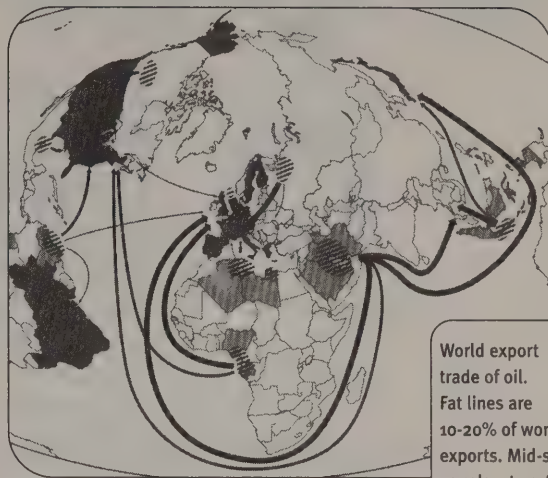 World export
trade of oil.
Fat lines are
10-20% of wor
exports. Mid-s